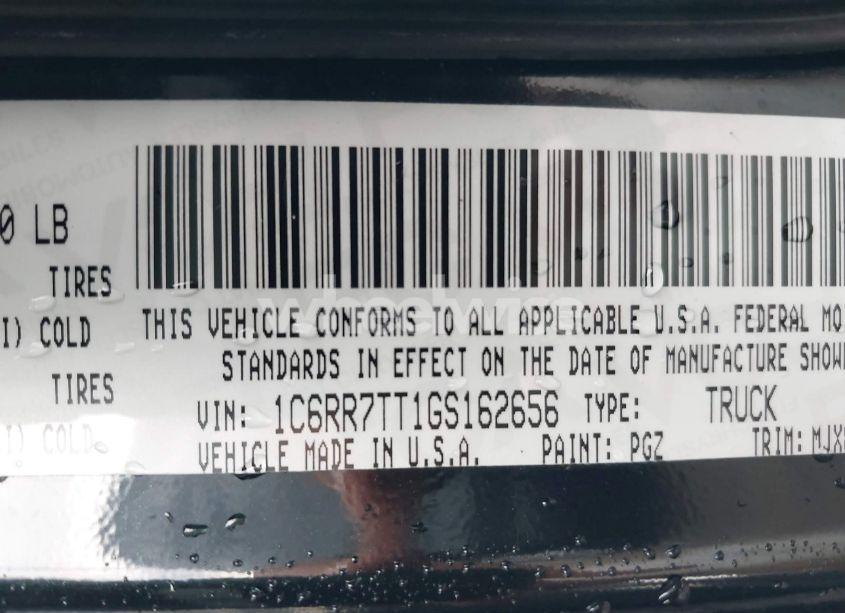 0 LB
TIRES
I) COLD
THIS VEHICLE CONFORMS TO ALL APPLICABLE U.S.A. FEDERAL MO
STANDARDS IN EFFECT ON THE DATE OF MANUFACTURE SHOW
TIRES
VIN: 1C6RR7TT1GS162656 TYPE: TRUCK
I) COLD
VEHICLE MADE IN U.S.A. PAINT: PGZ TRIM: MJX